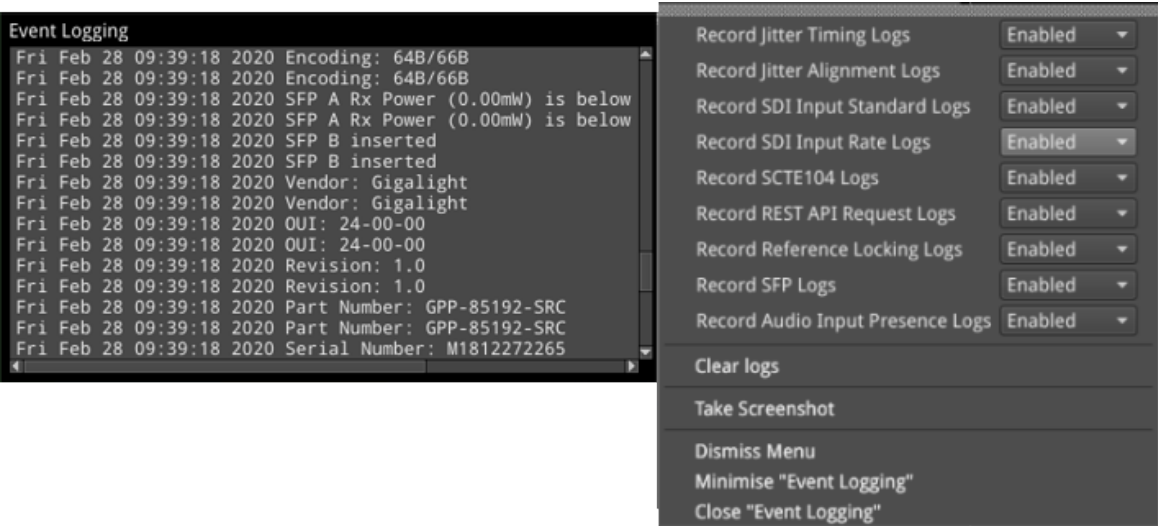 Event Logging
Fri Feb 28 09:39:18 2020 Encoding: 64B/66B
Fri Feb 28 09:39:18 2020 Encoding: 64B/66B
Fri Feb 28 09:39:18 2020 SFP A Rx Power (0.00mW) is below
Fri Feb 28 09:39:18 2020 SFP A Rx Power (0.00mW) is below
Fri Feb 28 09:39:18 2020 SFP B inserted
Fri Feb 28 09:39:18 2020 SFP B inserted
Fri Feb 28 09:39:18 2020 Vendor: Gigalight
Fri Feb 28 09:39:18 2020 Vendor: Gigalight
Fri Feb 28 09:39:18 2020 OUI: 24-00-00
Fri Feb 28 09:39:18 2020 OUI: 24-00-00
Fri Feb 28 09:39:18 2020 Revision: 1.0
Fri Feb 28 09:39:18 2020 Revision: 1.0
Fri Feb 28 09:39:18 2020 Part Number: GPP-85192-SRC
Fri Feb 28 09:39:18 2020 Part Number: GPP-85192-SRC
Fri Feb 28 09:39:18 2020 Serial Number: M1812272265
Record Jitter Timing Logs Enabled
Record Jitter Alignment Logs Enabled
Record SDI Input Standard Logs Enabled
Record SDI Input Rate Logs Enabled
Record SCTE104 Logs Enabled
Record REST API Request Logs Enabled
Record Reference Locking Logs Enabled
Record SFP Logs Enabled
Record Audio Input Presence Logs Enabled
Clear logs
Take Screenshot
Dismiss Menu
Minimise "Event Logging"
Close "Event Logging"